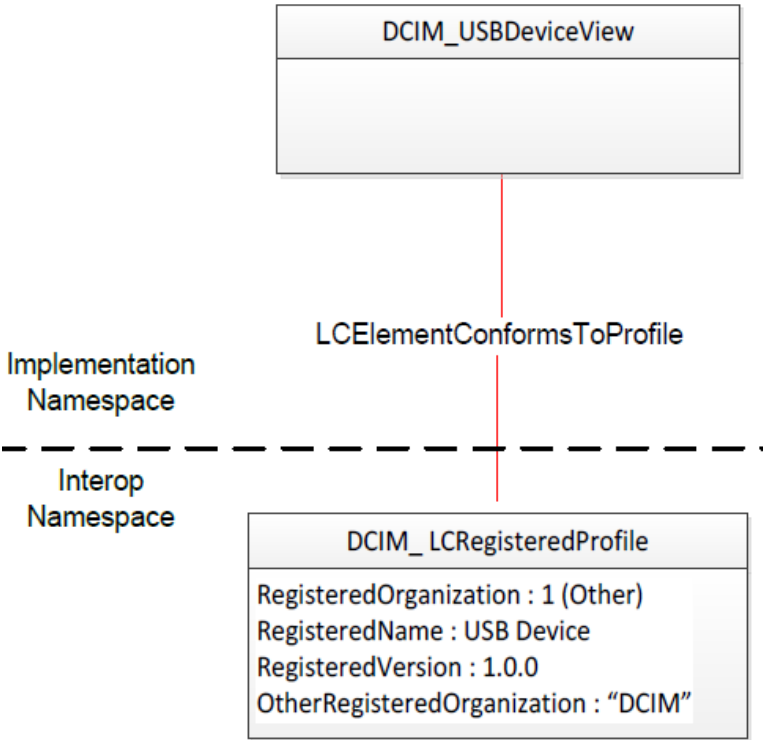 DCIM_USBDeviceView
LCElementConformsToProfile
Implementation
Namespace
Interop
Namespace
DCIM_ LCRegisteredProfile
RegisteredOrganization : 1 (Other)
RegisteredName : USB Device
RegisteredVersion : 1.0.0
OtherRegisteredOrganization : “DCIM”